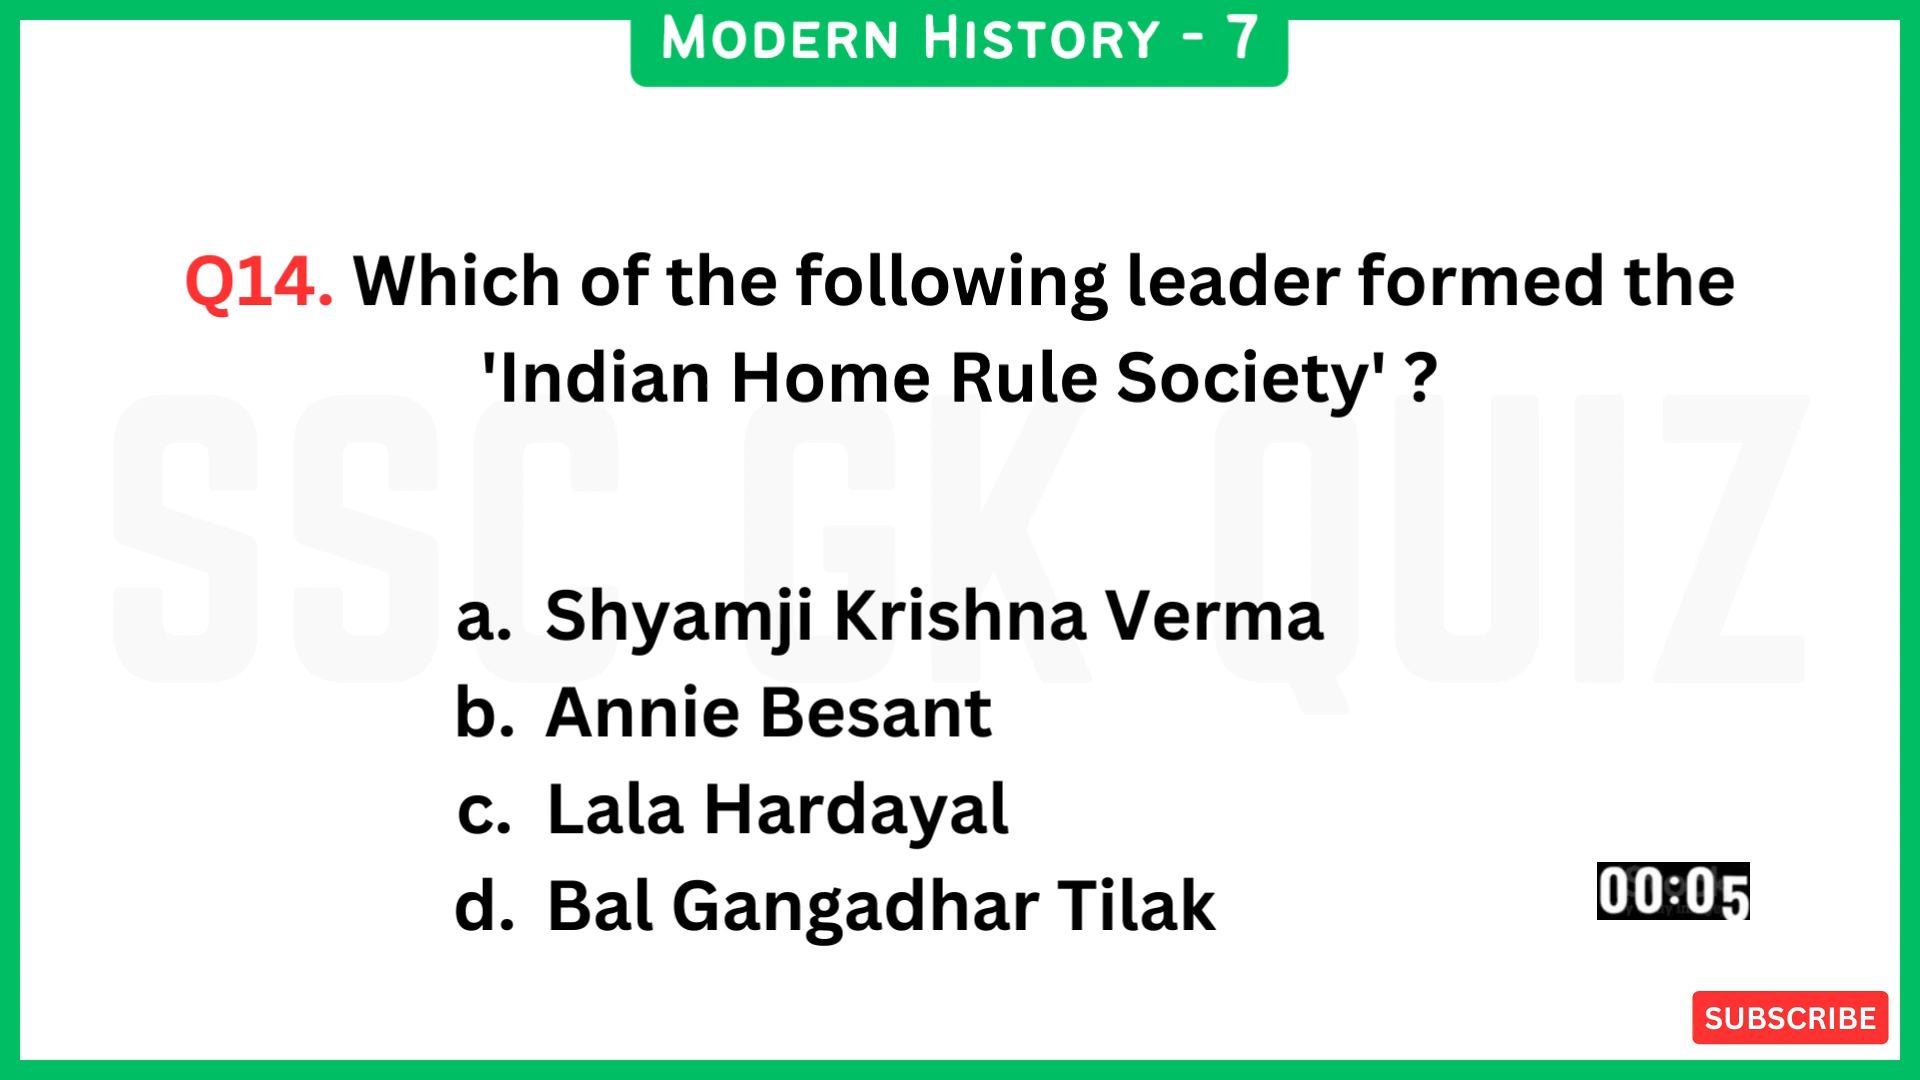 MODERN HISTORY - 7
Q14. Which of the following leader formed the
'Indian Home Rule Society' ?
SSC GK QUIZ
a. Shyamji Krishna Verma
b. Annie Besant
c. Lala Hardayal
d. Bal Gangadhar Tilak
00:05
SUBSCRIBE